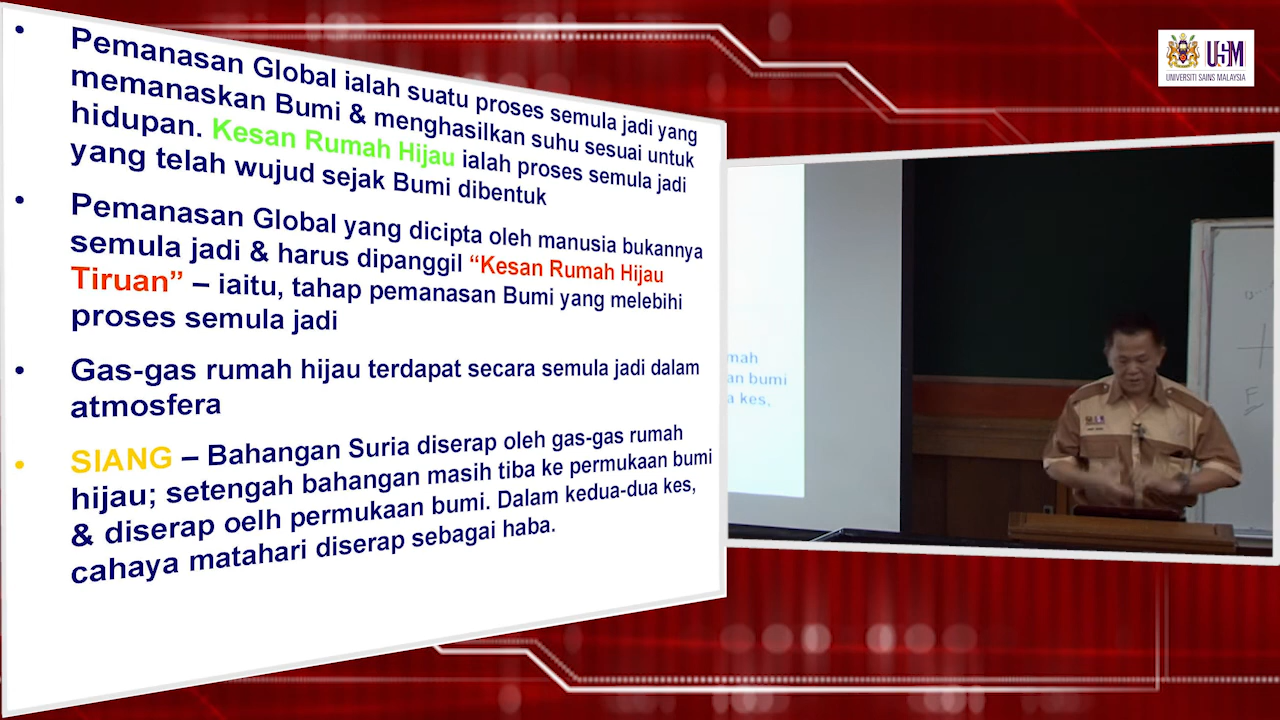 • Pemanasan Global ialah suatu proses semula jadi yang
memanaskan Bumi & menghasilkan suhu sesuai untuk
hidupan. Kesan Rumah Hijau ialah proses semula jadi
yang telah wujud sejak Bumi dibentuk
• Pemanasan Global yang dicipta oleh manusia bukannya
semula jadi & harus dipanggil “Kesan Rumah Hijau
Tiruan” – iaitu, tahap pemanasan Bumi yang melebihi
proses semula jadi
• Gas-gas rumah hijau terdapat secara semula jadi dalam
atmosfera
• SIANG – Bahangan Suria diserap oleh gas-gas rumah
hijau; setengah bahangan masih tiba ke permukaan bumi
& diserap oelh permukaan bumi. Dalam kedua-dua kes,
cahaya matahari diserap sebagai haba.
USM
UNIVERSITI SAINS MALAYSIA
mah
an bumi
a kes,